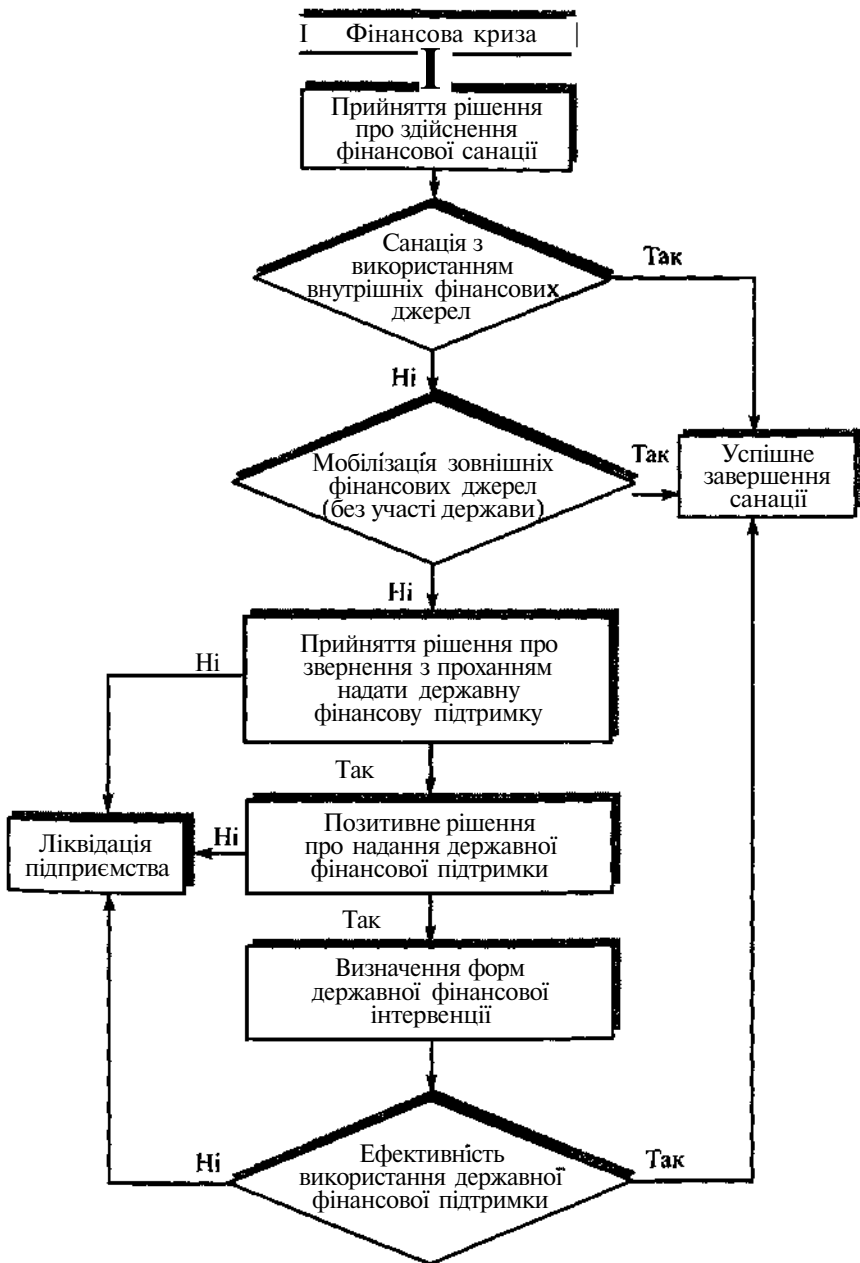 Фінансова криза
Прийняття рішення
про здійснення
фінансової санації
Санація з
використанням
внутрішніх фінансових
джерел
Так
Ні
Мобілізація зовнішніх
фінансових джерел
(без участі держави)
Так
Успішне
завершення
санації
Ні
Прийняття рішення про
звернення з проханням
надати державну
фінансову підтримку
Ні
Так
Ліквідація
підприємства
Ні
Позитивне рішення
про надання державної
фінансової підтримки
Так
Визначення форм
державної фінансової
інтервенції
Ні
Ефективність
використання державної
фінансової підтримки
Так